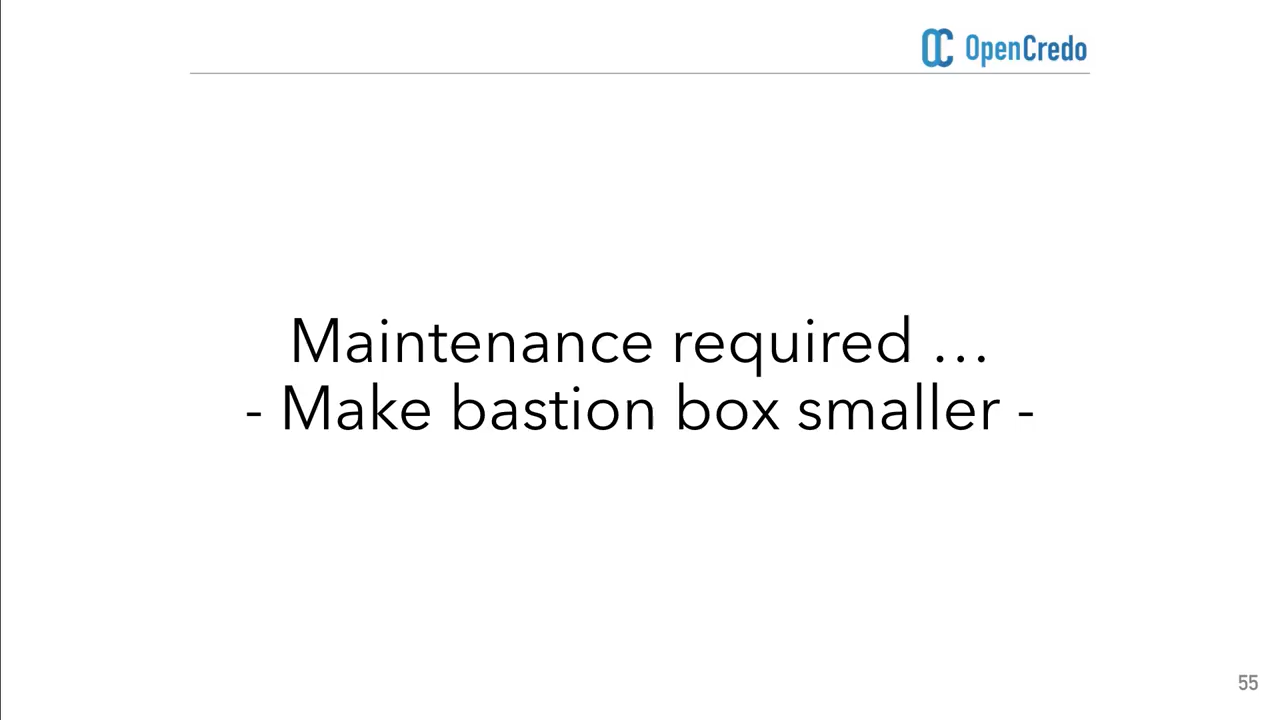 OpenCredo
Maintenance required …
- Make bastion box smaller -
55